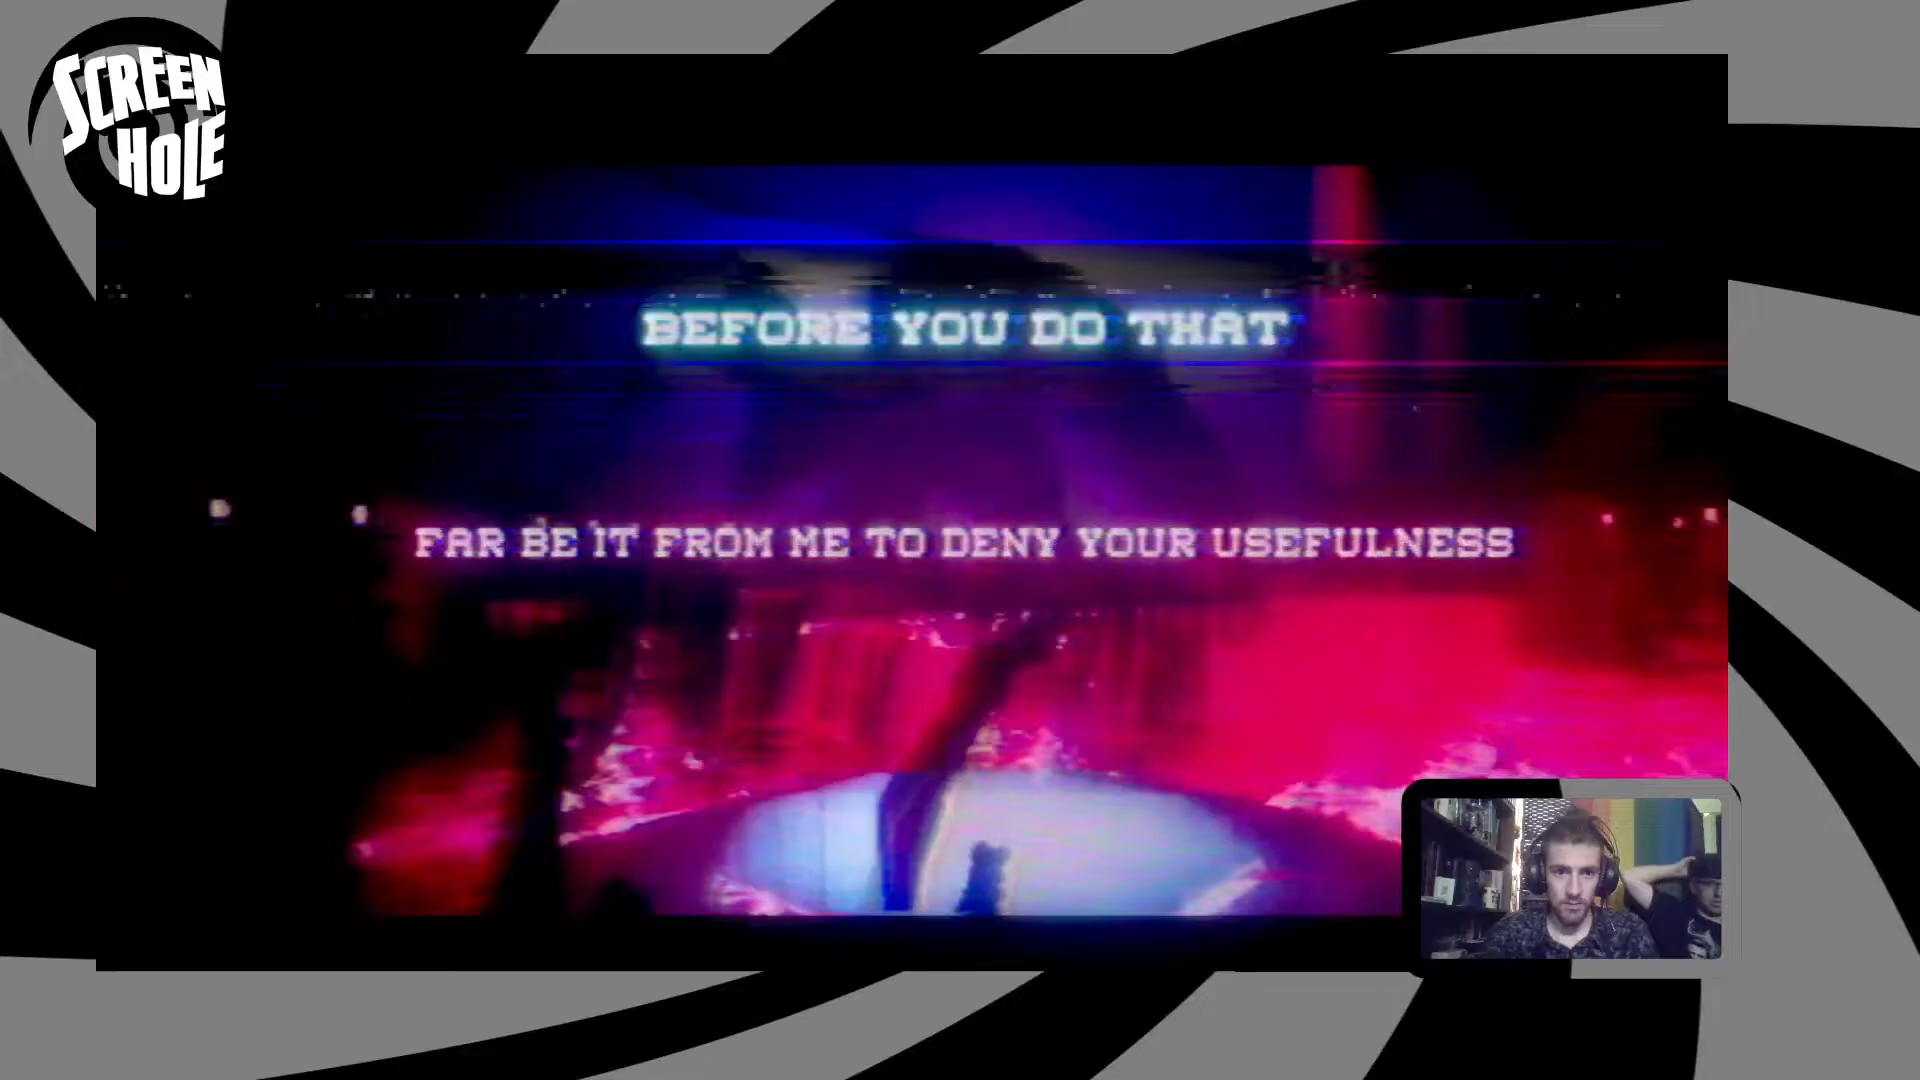 SCREEN
HOLE
BEFORE YOU DO THAT
FAR BE IT FROM ME TO DENY YOUR USEFULNESS